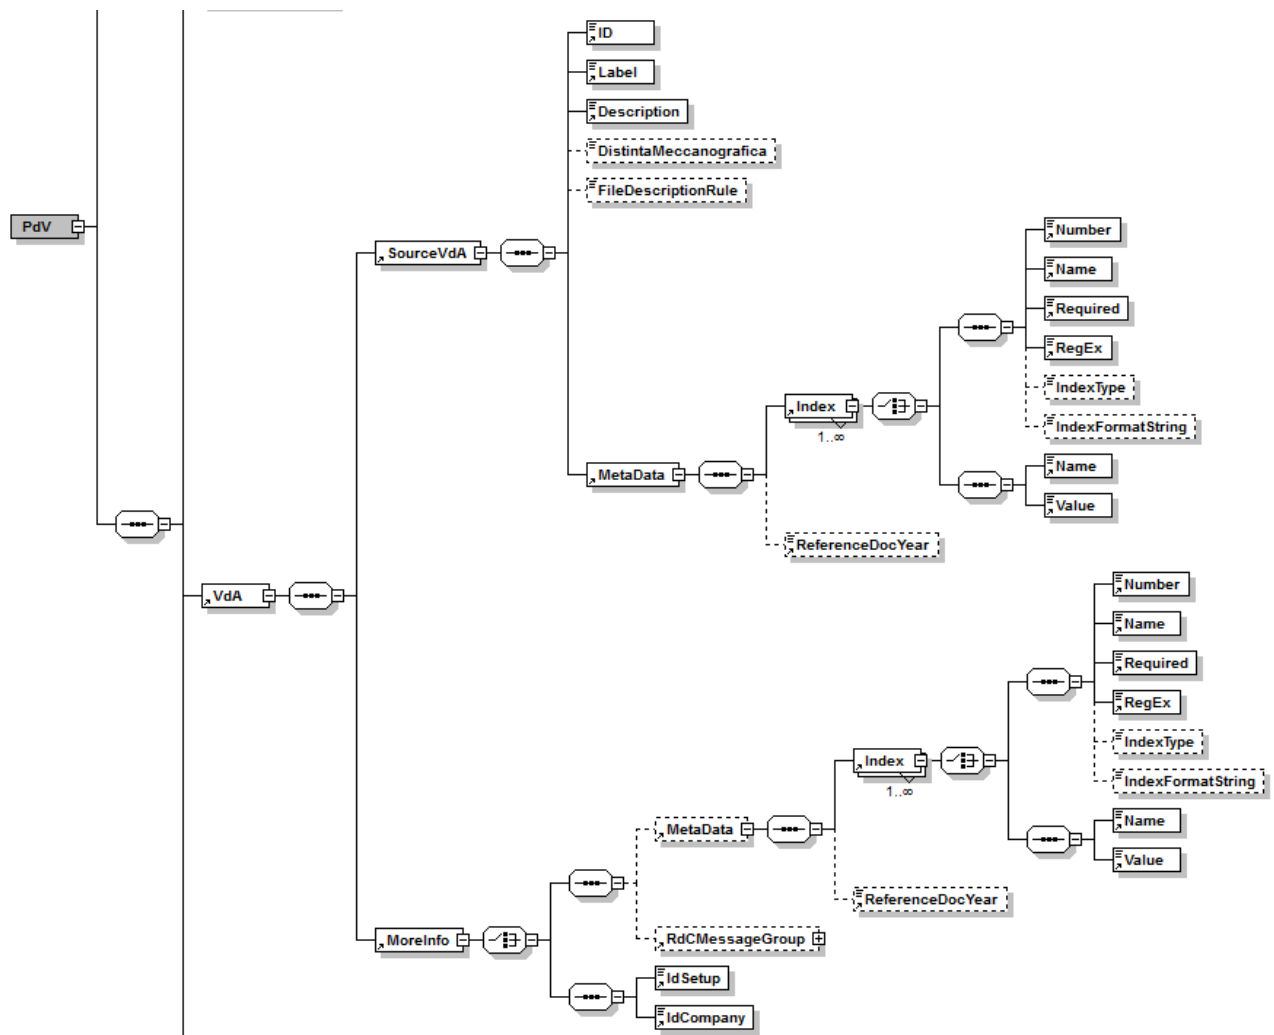 ID
Label
Description
DistintaMeccanografica
FileDescriptionRule
PdV
SourceVdA
Number
Name
Required
RegEx
IndexType
IndexFormatString
Index
1..∞
Name
Value
MetaData
ReferenceDocYear
VdA
Number
Name
Required
RegEx
IndexType
IndexFormatString
Index
1..∞
Name
Value
MetaData
ReferenceDocYear
MoreInfo
RdCMessageGroup
IdSetup
IdCompany